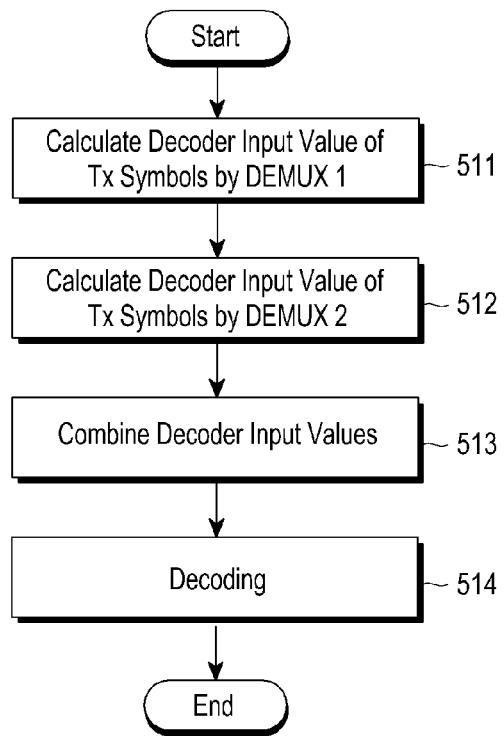 Start
Calculate Decoder Input Value of
Tx Symbols by DEMUX 1
511
Calculate Decoder Input Value of
Tx Symbols by DEMUX 2
512
Combine Decoder Input Values
513
Decoding
514
End